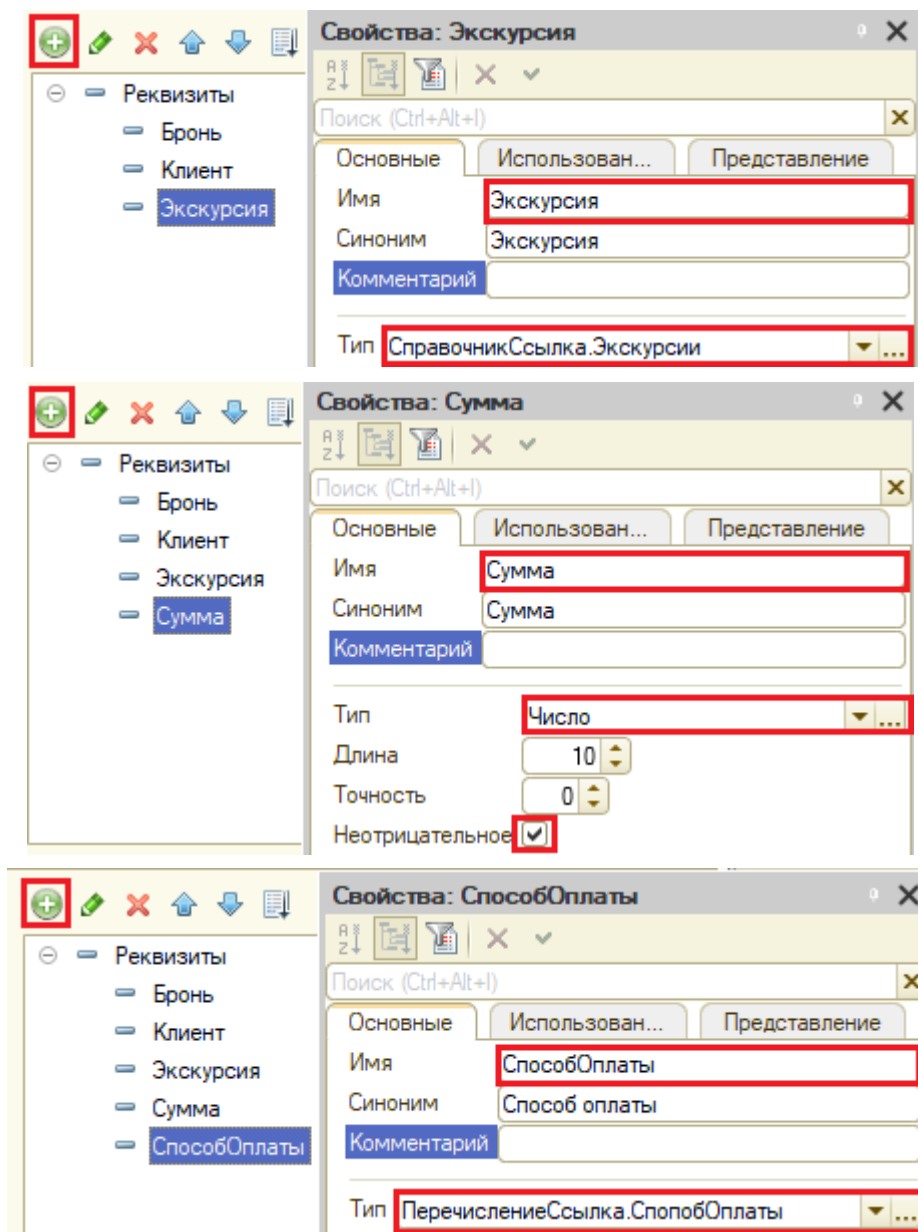 Свойства: Экскурсия
Реквизиты
Бронь
Клиент
Экскурсия
Поиск (Ctrl+Alt+I)
Основные Использован... Представление
Имя Экскурсия
Синоним Экскурсия
Комментарий
Тип СправочникСсылка.Экскурсии ...
Свойства: Сумма
Реквизиты
Бронь
Клиент
Экскурсия
Сумма
Поиск (Ctrl+Alt+I)
Основные Использован... Представление
Имя Сумма
Синоним Сумма
Комментарий
Тип Число ...
Длина 10
Точность 0
Неотрицательное
Свойства: СпособОплаты
Реквизиты
Бронь
Клиент
Экскурсия
Сумма
СпособОплаты
Поиск (Ctrl+Alt+I)
Основные Использован... Представление
Имя СпособОплаты
Синоним Способ оплаты
Комментарий
Тип ПеречислениеСсылка.СпопобОплаты ...